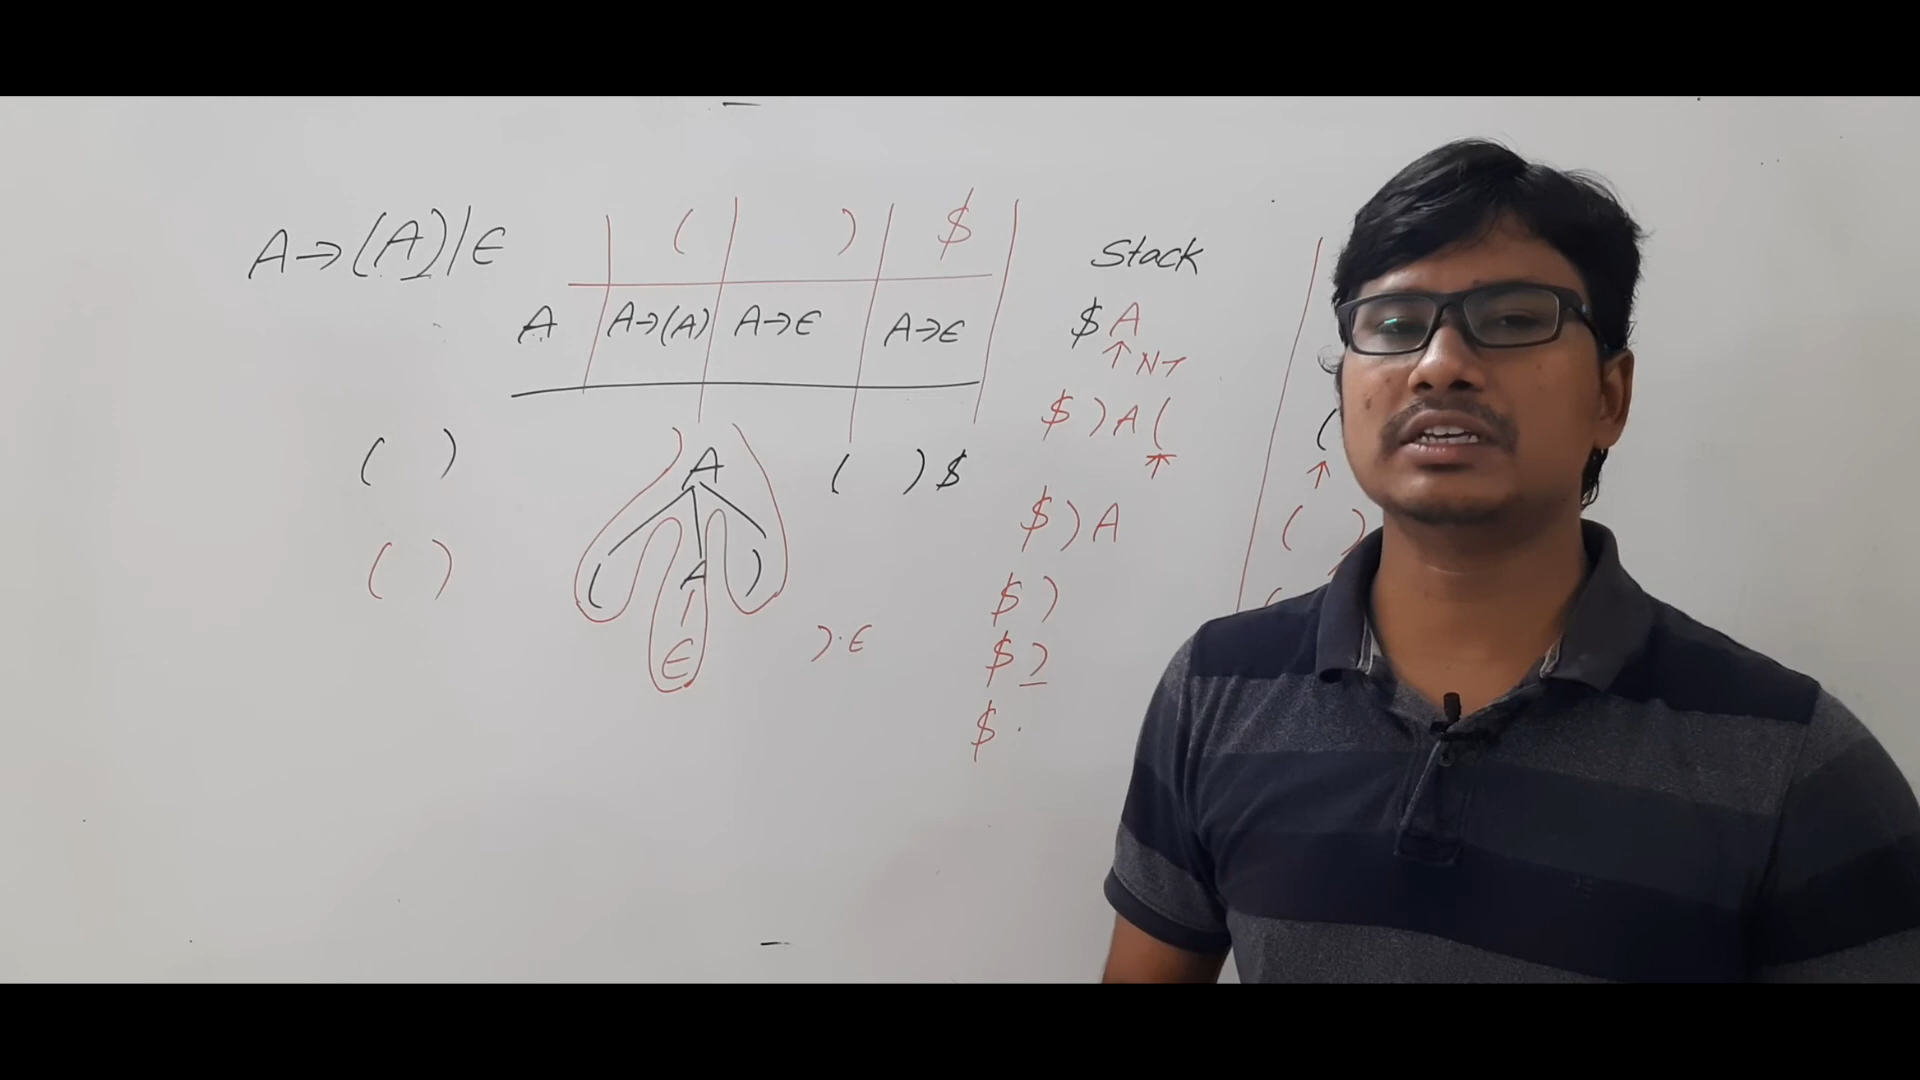 A→(A)|ϵ
( ) $
A A→(A) A→ϵ A→ϵ
( )
A
( ) $
( )
( A )
ϵ
).ϵ
Stack
$ A
↑ NT
$ ) A (
↑
$ ) A
$ )
$ )
$ .
(
↑
( )
(